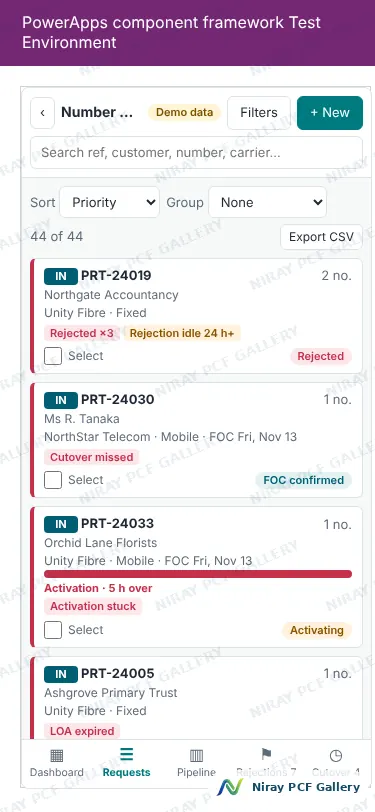 PowerApps component framework Test
Environment
‹ Number ... Demo data Filters + New
Search ref, customer, number, carrier...
Sort Priority Group None
44 of 44 Export CSV
IN PRT-24019 2 no.
Northgate Accountancy
Unity Fibre · Fixed
Rejected ×3 Rejection idle 24 h+
Select Rejected
IN PRT-24030 1 no.
Ms R. Tanaka
NorthStar Telecom · Mobile · FOC Fri, Nov 13
Cutover missed
Select FOC confirmed
IN PRT-24033 1 no.
Orchid Lane Florists
Unity Fibre · Mobile · FOC Fri, Nov 13
Activation · 5 h over
Activation stuck
Select Activating
IN PRT-24005 1 no.
Ashgrove Primary Trust
Unity Fibre · Fixed
LOA expired
Dashboard Requests Pipeline Rejections 7 Cutover 4
Niray PCF Gallery
NIRAY PCF GALLERY